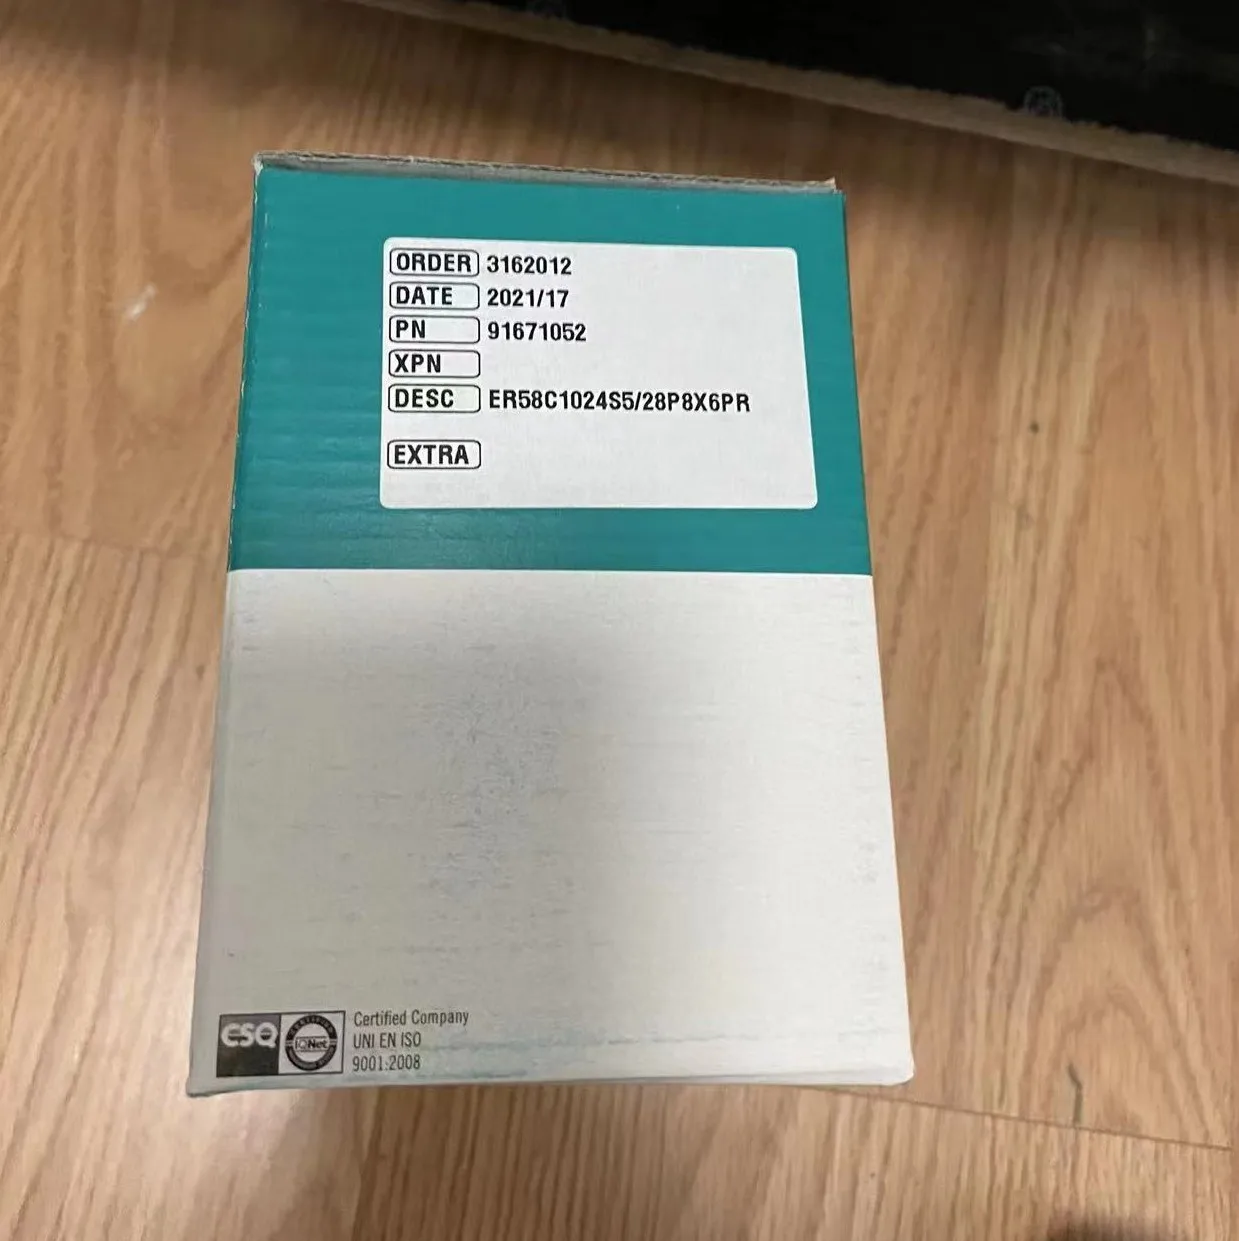 ORDER 3162012
DATE 2021/17
PN 91671052
XPN
DESC ER58C1024S5/28P8X6PR
EXTRA
CSQ
IQNet
Certified Company
UNI EN ISO
9001:2008